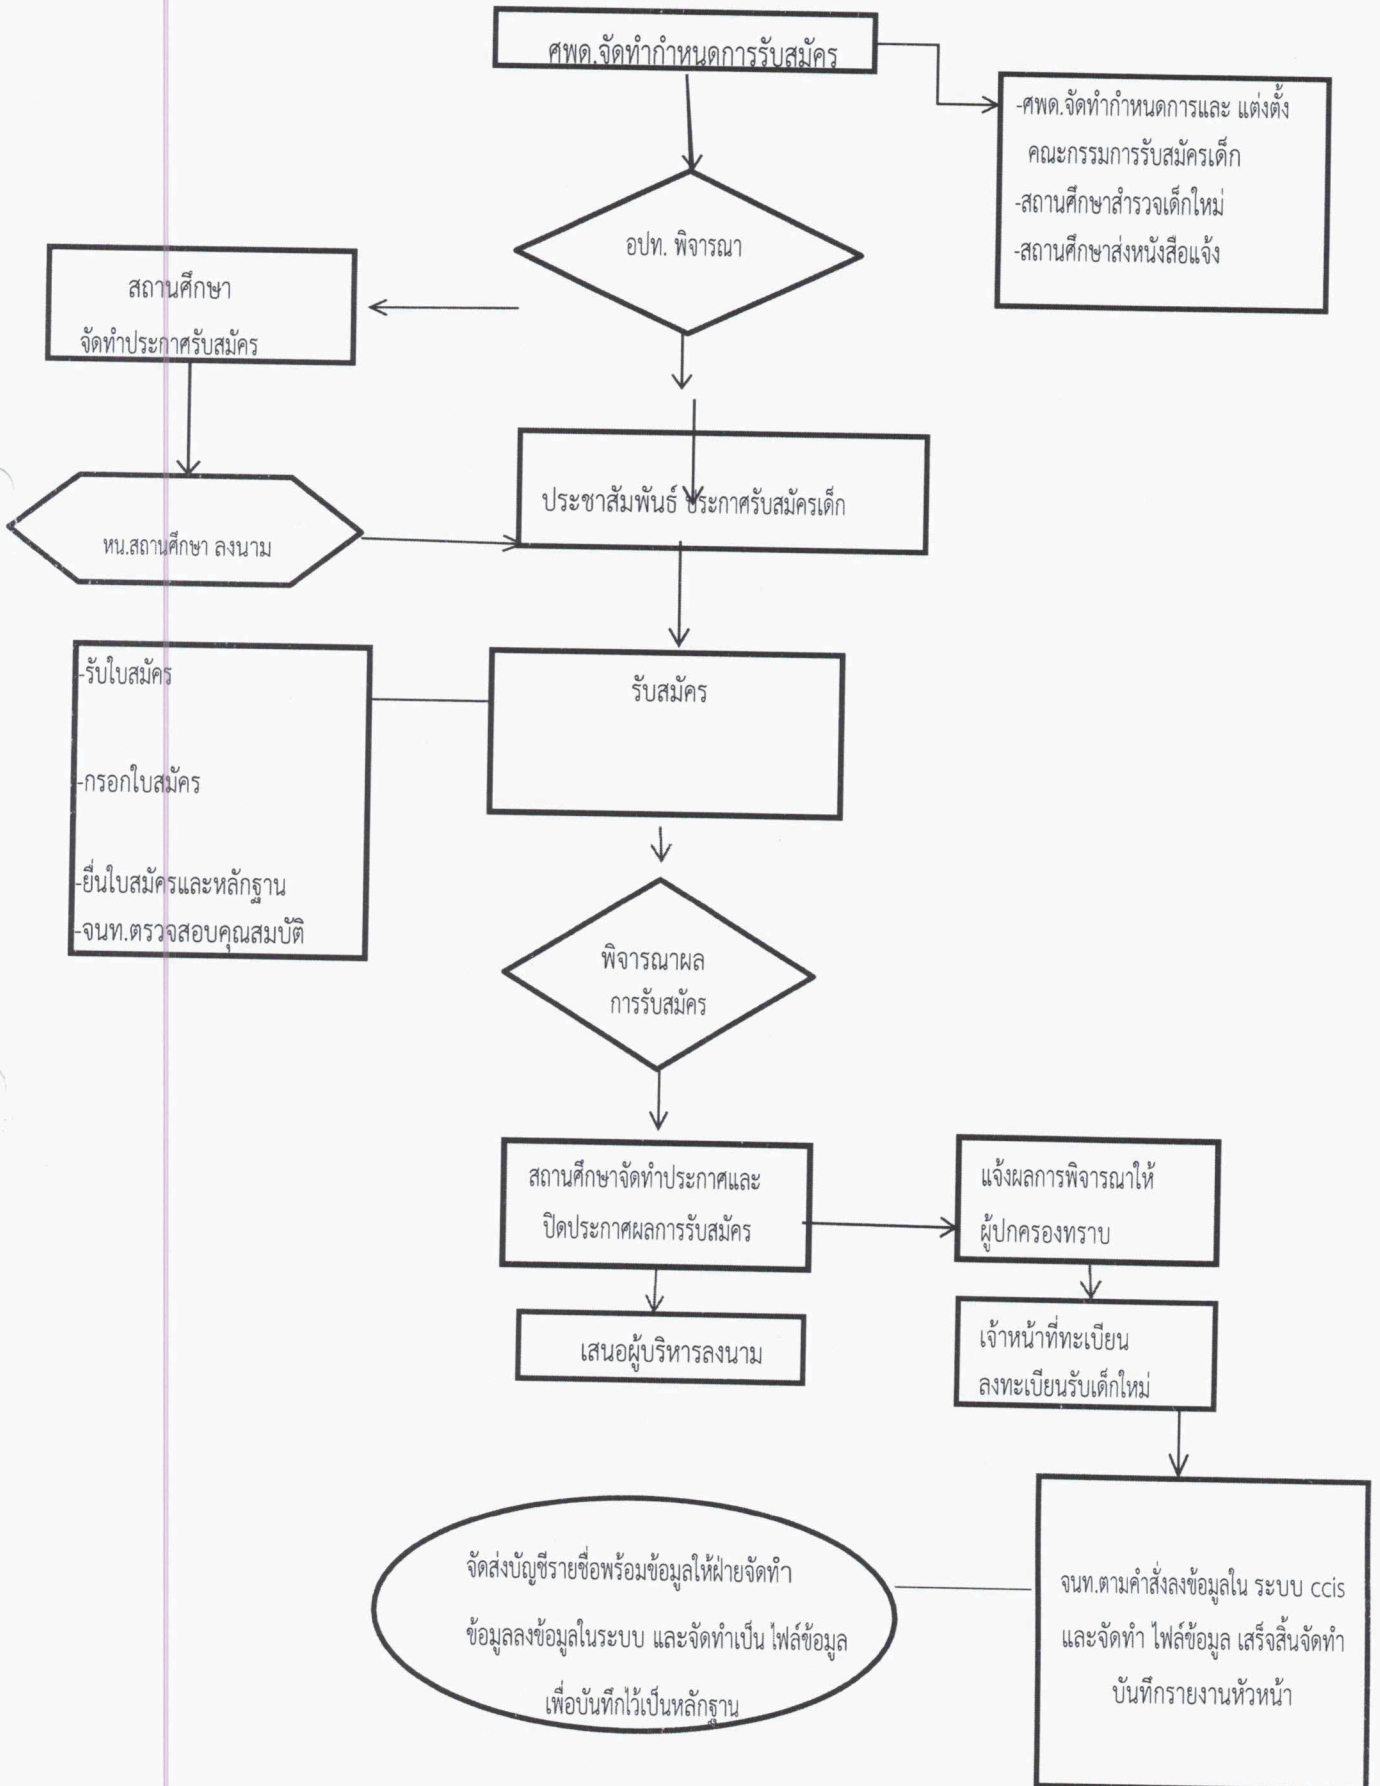 ศพด.จัดทำกำหนดการรับสมัคร
-ศพด.จัดทำกำหนดการและ แต่งตั้ง
คณะกรรมการรับสมัครเด็ก
-สถานศึกษาสำรวจเด็กใหม่
-สถานศึกษาส่งหนังสือแจ้ง
อปท. พิจารณา
สถานศึกษา
จัดทำประกาศรับสมัคร
ประชาสัมพันธ์ ประกาศรับสมัครเด็ก
หน.สถานศึกษา ลงนาม
-รับใบสมัคร
-กรอกใบสมัคร
-ยื่นใบสมัครและหลักฐาน
-จนท.ตรวจสอบคุณสมบัติ
รับสมัคร
พิจารณาผล
การรับสมัคร
สถานศึกษาจัดทำประกาศและ
ปิดประกาศผลการรับสมัคร
แจ้งผลการพิจารณาให้
ผู้ปกครองทราบ
เสนอผู้บริหารลงนาม
เจ้าหน้าที่ทะเบียน
ลงทะเบียนรับเด็กใหม่
จัดส่งบัญชีรายชื่อพร้อมข้อมูลให้ฝ่ายจัดทำ
ข้อมูลลงข้อมูลในระบบ และจัดทำเป็น ไฟล์ข้อมูล
เพื่อบันทึกไว้เป็นหลักฐาน
จนท.ตามคำสั่งลงข้อมูลใน ระบบ ccis
และจัดทำ ไฟล์ข้อมูล เสร็จสิ้นจัดทำ
บันทึกรายงานหัวหน้า